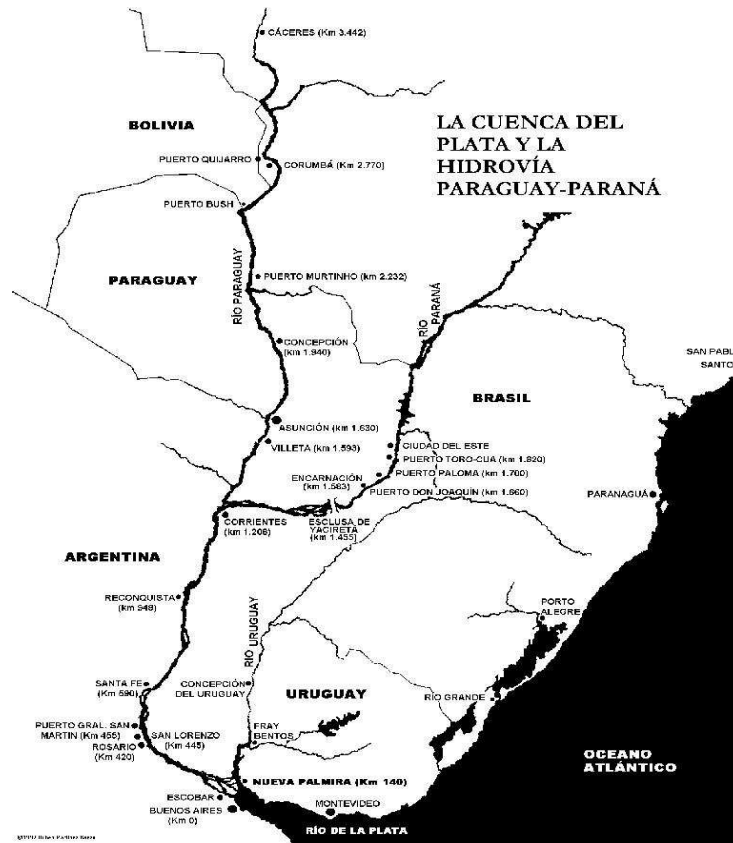 CÁCERES (Km 3.442)
BOLIVIA
LA CUENCA DEL
PLATA Y LA
HIDROVÍA
PARAGUAY-PARANÁ
PUERTO QUIJARRO
CORUMBÁ (Km 2.770)
PUERTO BUSH
PARAGUAY
RÍO PARAGUAY
PUERTO MURTINHO (km 2.232)
RÍO
PARANÁ
CONCEPCIÓN
(km 1.940)
SAN PABL
SANTO
BRASIL
ASUNCIÓN (km 1.630)
VILLETA (km 1.593)
CIUDAD DEL ESTE
PUERTO TORO-CUA (km 1.820)
PUERTO PALOMA (km 1.700)
ENCARNACIÓN
(km 1.583)
PUERTO DON JOAQUÍN (km 1.660)
PARANAGUÁ
CORRIENTES
(km 1.208)
ESCLUSA DE
YACIRETÁ
(km 1.455)
ARGENTINA
RECONQUISTA
(km 949)
PORTO
ALEGRE
RÍO URUGUAY
SANTA FE
(Km 590)
CONCEPCIÓN
DEL URUGUAY
URUGUAY
RÍO GRANDE
PUERTO GRAL. SAN
MARTIN (Km 455)
ROSARIO
(Km 420)
SAN LORENZO
(Km 445)
FRAY
BENTOS
OCEANO
ATLÁNTICO
NUEVA PALMIRA (Km 140)
ESCOBAR
BUENOS AIRES
(Km 0)
MONTEVIDEO
RÍO DE LA PLATA